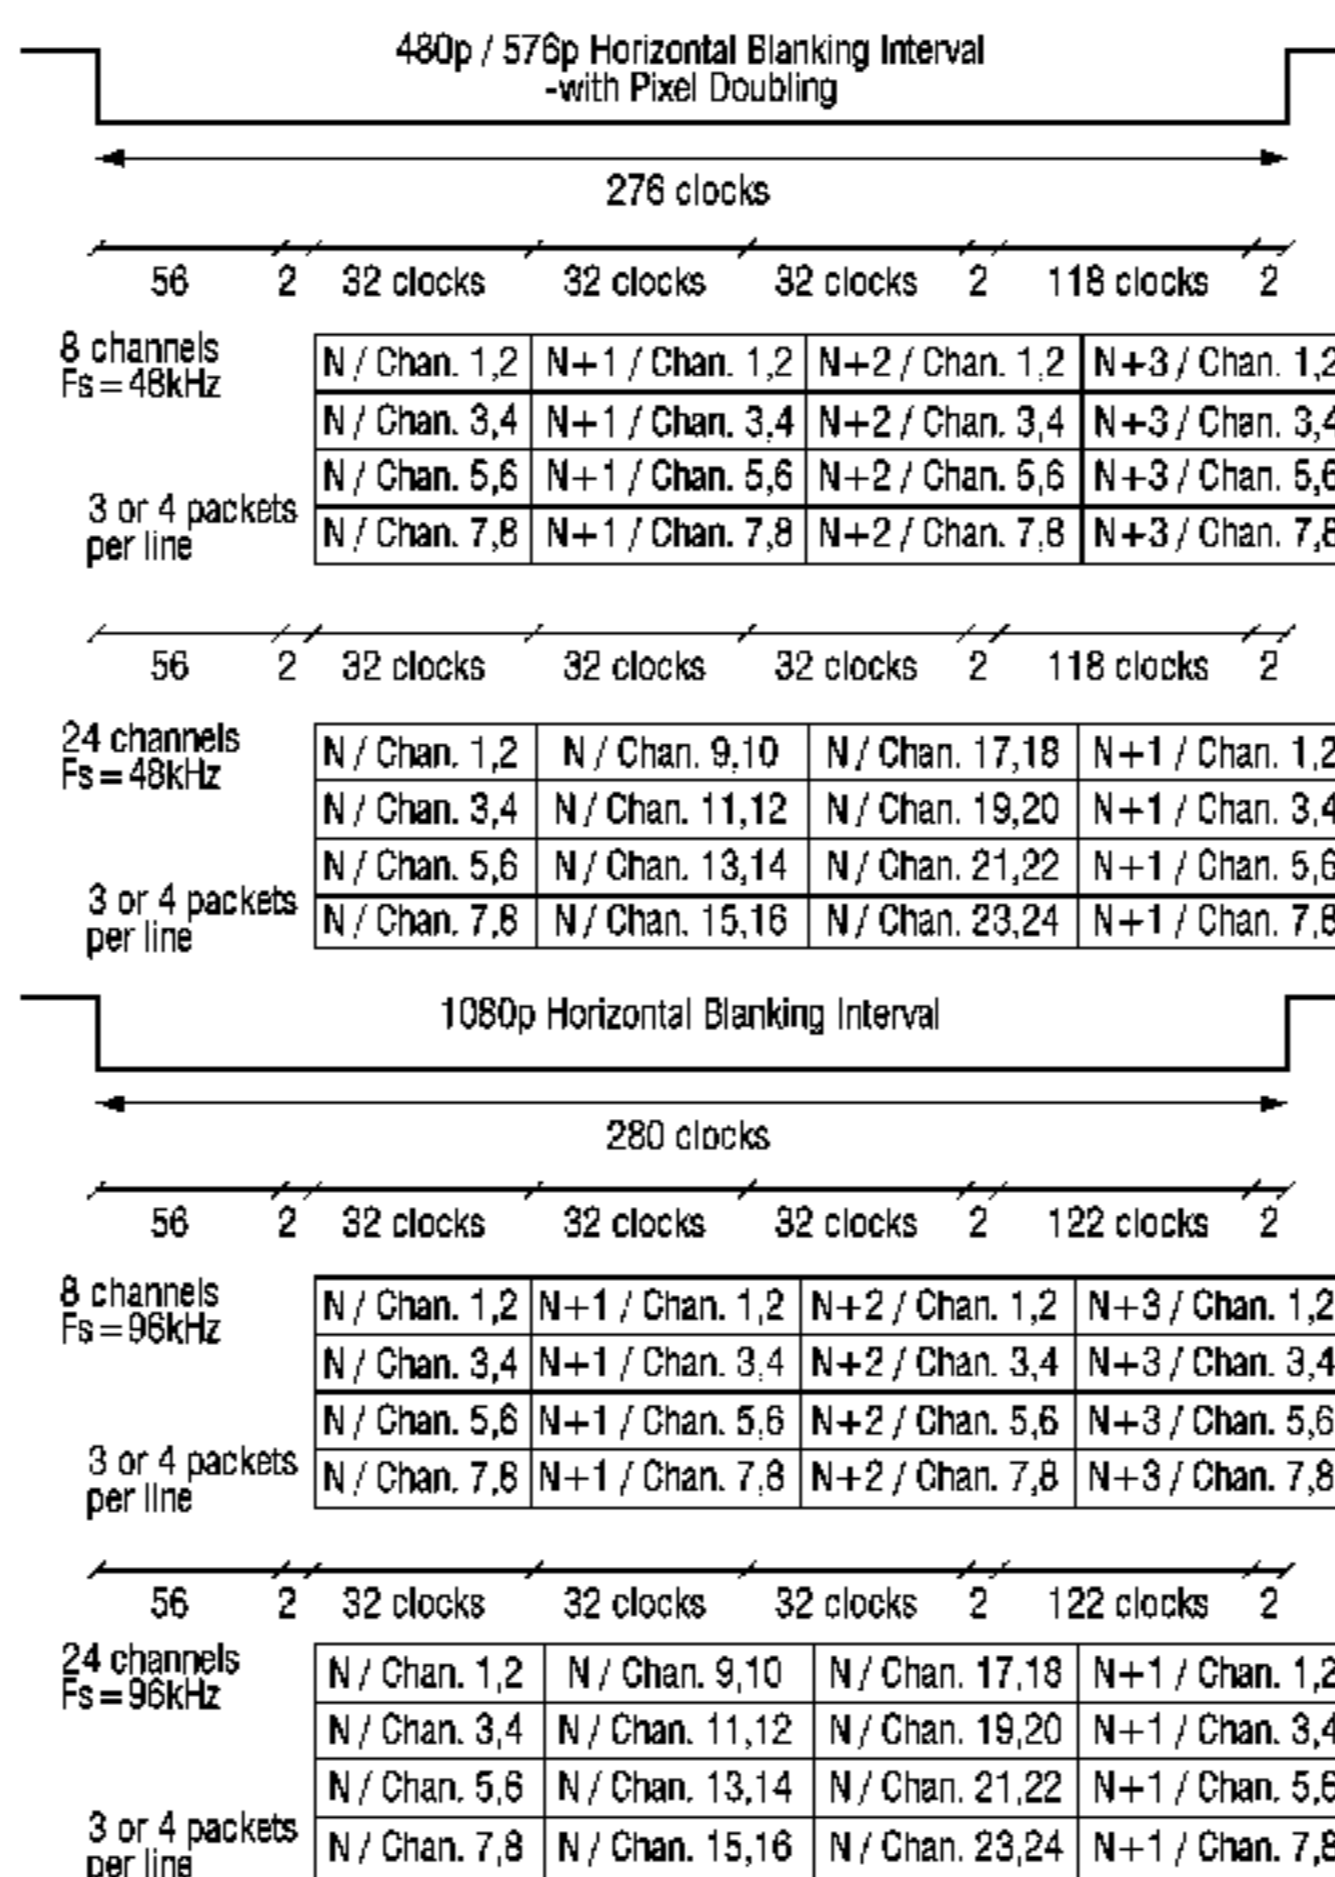 480p / 576p Horizontal Blanking Interval
-with Pixel Doubling
276 clocks
56 2 32 clocks 32 clocks 32 clocks 2 118 clocks 2
8 channels
Fs=48kHz
3 or 4 packets
per line
N / Chan. 1,2 N+1 / Chan. 1,2 N+2 / Chan. 1,2 N+3 / Chan. 1,2
N / Chan. 3,4 N+1 / Chan. 3,4 N+2 / Chan. 3,4 N+3 / Chan. 3,4
N / Chan. 5,6 N+1 / Chan. 5,6 N+2 / Chan. 5,6 N+3 / Chan. 5,6
N / Chan. 7,8 N+1 / Chan. 7,8 N+2 / Chan. 7,8 N+3 / Chan. 7,8
56 2 32 clocks 32 clocks 32 clocks 2 118 clocks 2
24 channels
Fs=48kHz
3 or 4 packets
per line
N / Chan. 1,2 N / Chan. 9,10 N / Chan. 17,18 N+1 / Chan. 1,2
N / Chan. 3,4 N / Chan. 11,12 N / Chan. 19,20 N+1 / Chan. 3,4
N / Chan. 5,6 N / Chan. 13,14 N / Chan. 21,22 N+1 / Chan. 5,6
N / Chan. 7,8 N / Chan. 15,16 N / Chan. 23,24 N+1 / Chan. 7,8
1080p Horizontal Blanking Interval
280 clocks
56 2 32 clocks 32 clocks 32 clocks 2 122 clocks 2
8 channels
Fs=96kHz
3 or 4 packets
per line
N / Chan. 1,2 N+1 / Chan. 1,2 N+2 / Chan. 1,2 N+3 / Chan. 1,2
N / Chan. 3,4 N+1 / Chan. 3,4 N+2 / Chan. 3,4 N+3 / Chan. 3,4
N / Chan. 5,6 N+1 / Chan. 5,6 N+2 / Chan. 5,6 N+3 / Chan. 5,6
N / Chan. 7,8 N+1 / Chan. 7,8 N+2 / Chan. 7,8 N+3 / Chan. 7,8
56 2 32 clocks 32 clocks 32 clocks 2 122 clocks 2
24 channels
Fs=96kHz
3 or 4 packets
per line
N / Chan. 1,2 N / Chan. 9,10 N / Chan. 17,18 N+1 / Chan. 1,2
N / Chan. 3,4 N / Chan. 11,12 N / Chan. 19,20 N+1 / Chan. 3,4
N / Chan. 5,6 N / Chan. 13,14 N / Chan. 21,22 N+1 / Chan. 5,6
N / Chan. 7,8 N / Chan. 15,16 N / Chan. 23,24 N+1 / Chan. 7,8